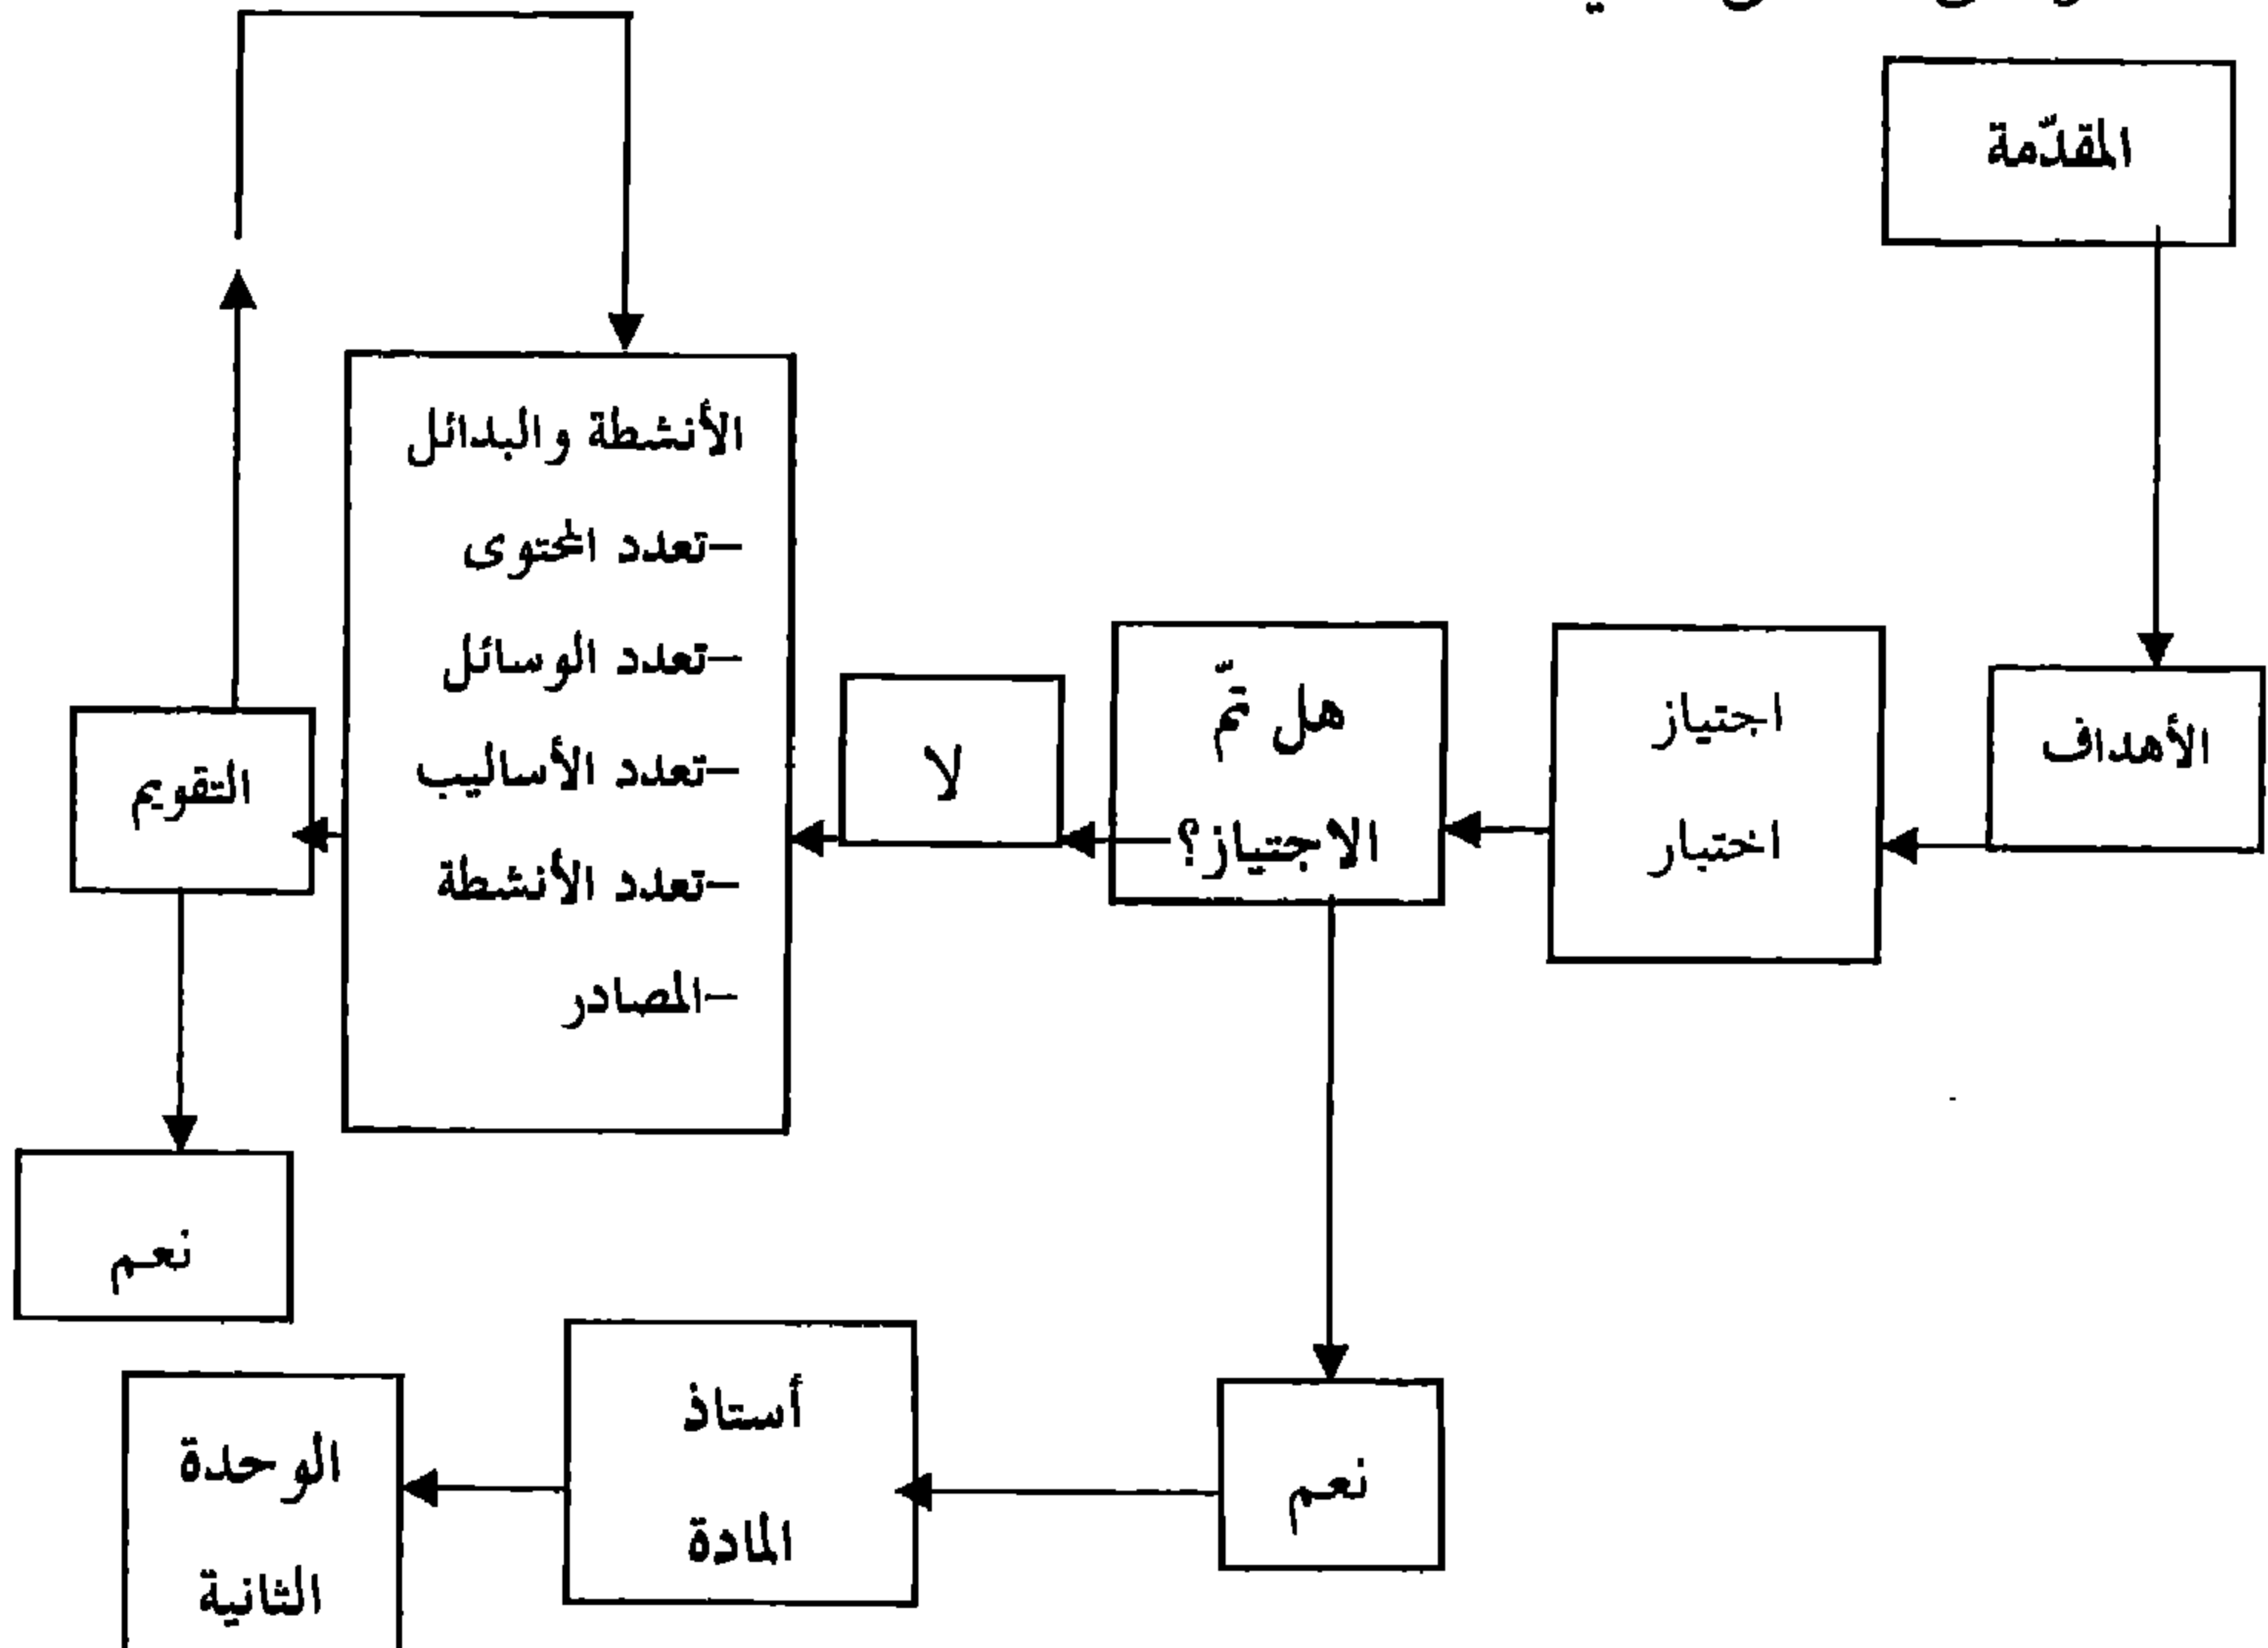 المقدّمة
الأهداف
اجتياز
اختيار
هل تمّ
الاجتياز؟
لا
الأنشطة والبدائل
–تعدد المحتوى
–تعدد الوسائل
–تعدد الأساليب
–تعدد الأنشطة
–المصادر
التقويم
نعم
نعم
أستاذ
المادة
الوحدة
الثانية